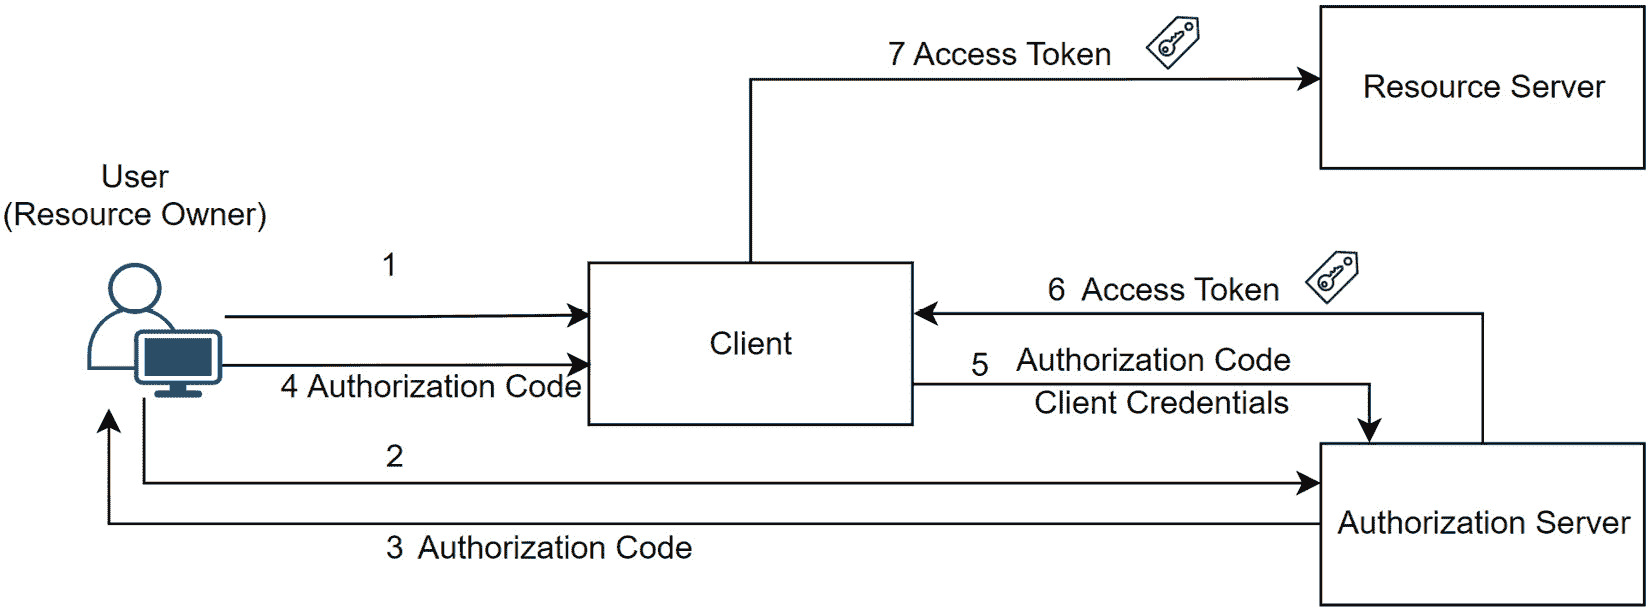 7 Access Token
Resource Server
User
(Resource Owner)
1
6 Access Token
Client
5 Authorization Code
Client Credentials
4 Authorization Code
2
Authorization Server
3 Authorization Code